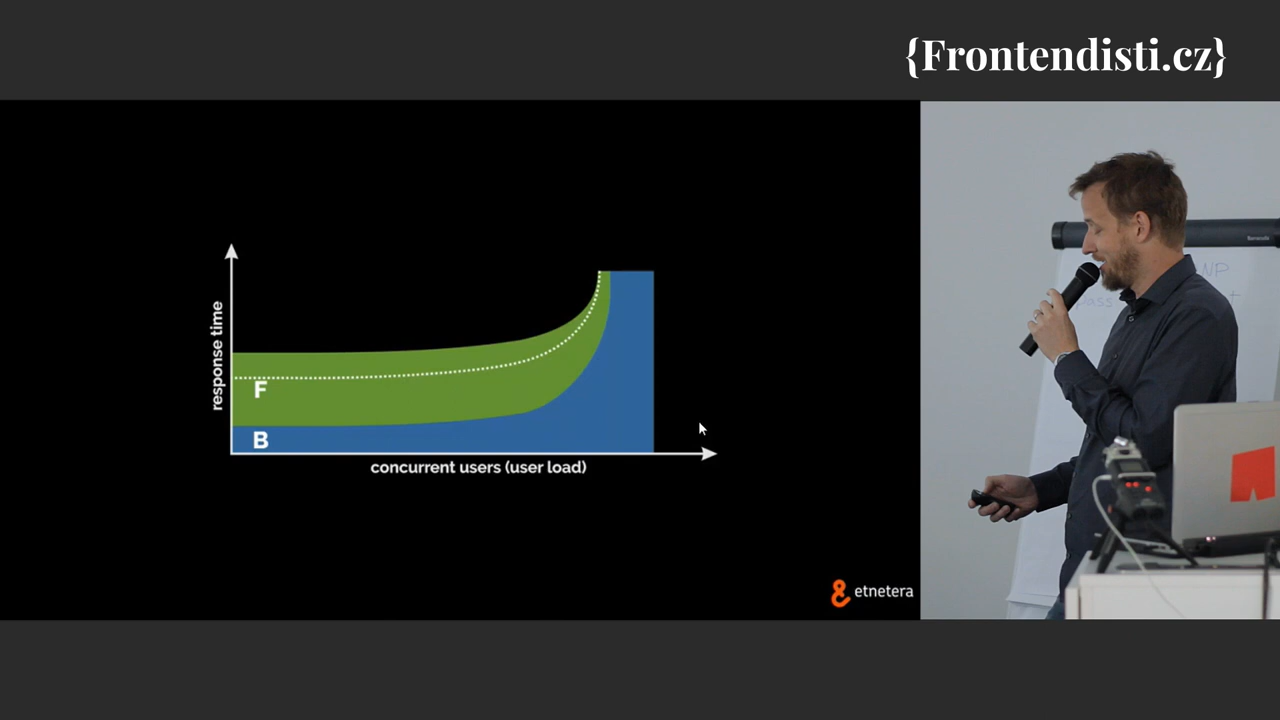 {Frontendisti.cz}
response time
F
B
concurrent users (user load)
etnetera